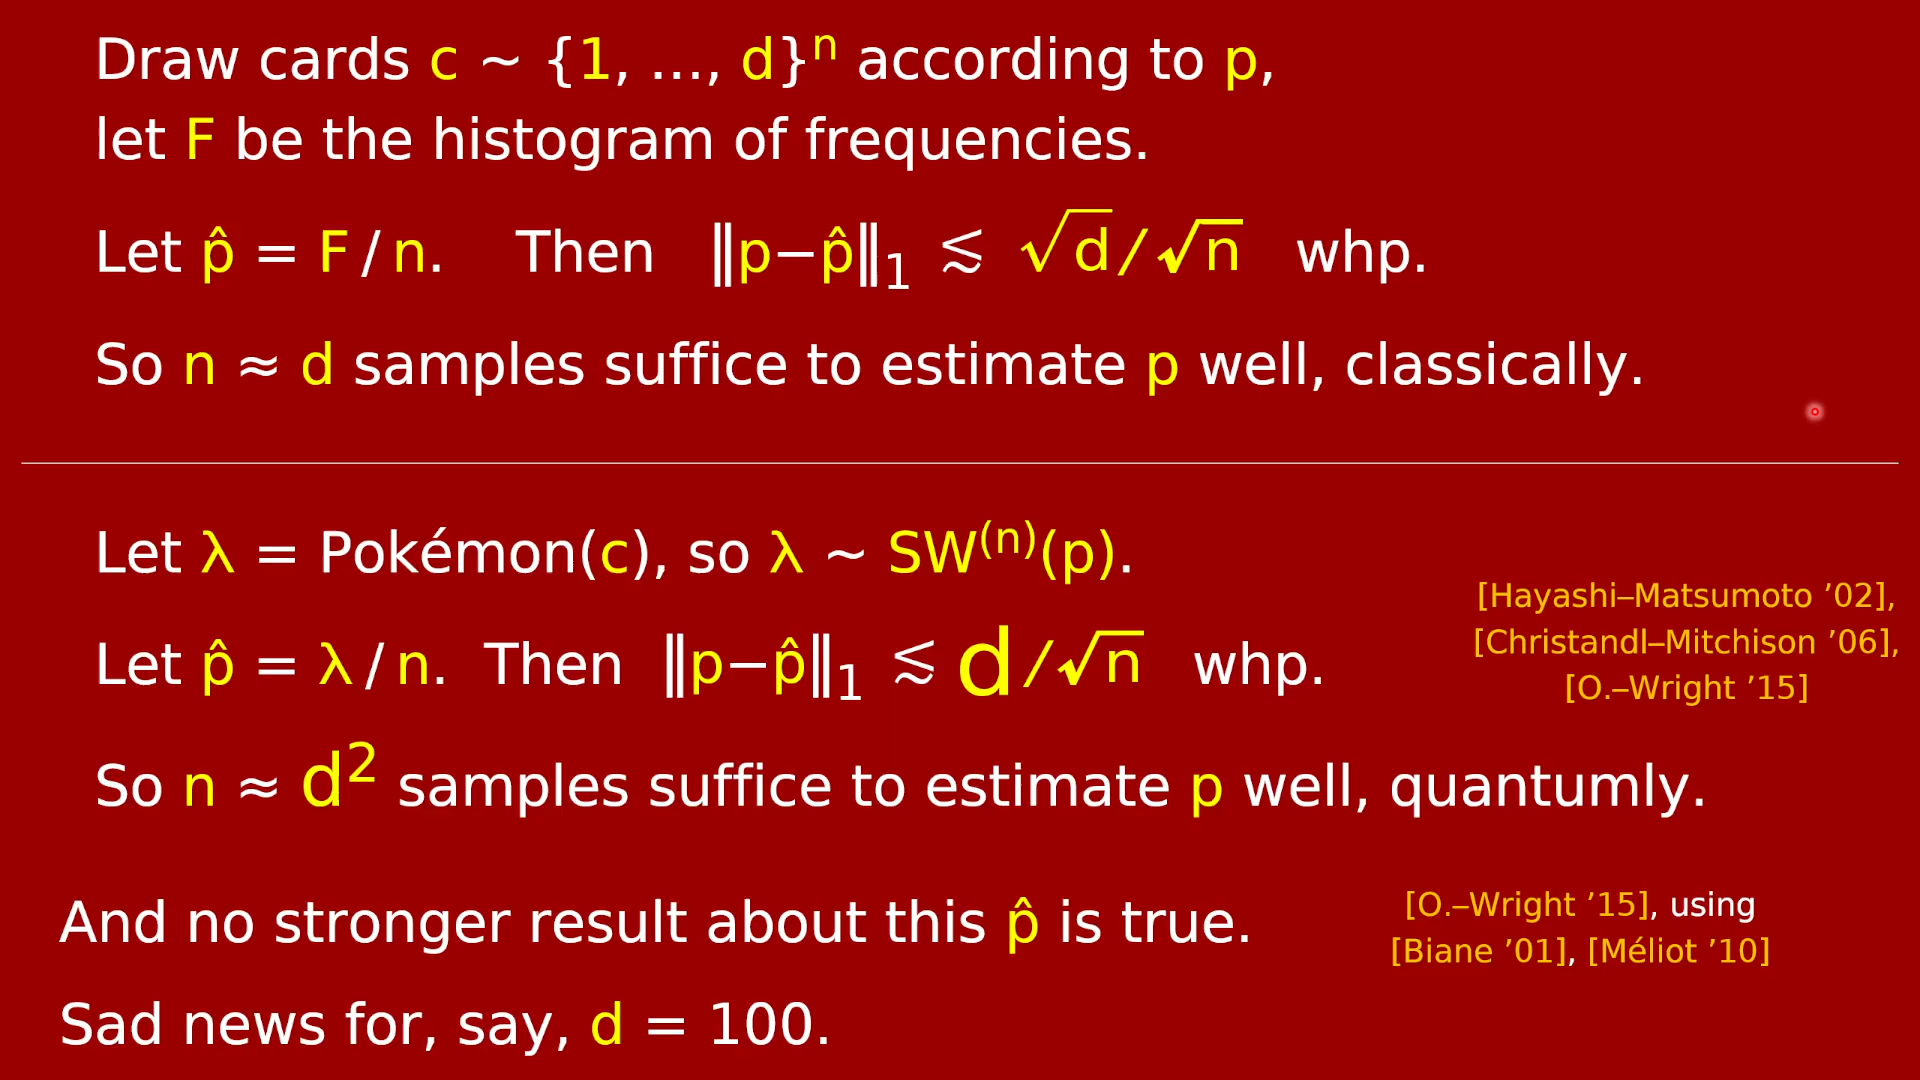 Draw cards c ~ {1, …, d}ⁿ according to p,
let F be the histogram of frequencies.
Let p̂ = F / n. Then ‖p−p̂‖₁ ≲ √d/√n whp.
So n ≈ d samples suffice to estimate p well, classically.
Let λ = Pokémon(c), so λ ~ SW⁽ⁿ⁾(p).
[Hayashi–Matsumoto ’02],
[Christandl–Mitchison ’06],
[O.–Wright ’15]
Let p̂ = λ / n. Then ‖p−p̂‖₁ ≲ d/√n whp.
So n ≈ d² samples suffice to estimate p well, quantumly.
And no stronger result about this p̂ is true.
[O.–Wright ’15], using
[Biane ’01], [Méliot ’10]
Sad news for, say, d = 100.